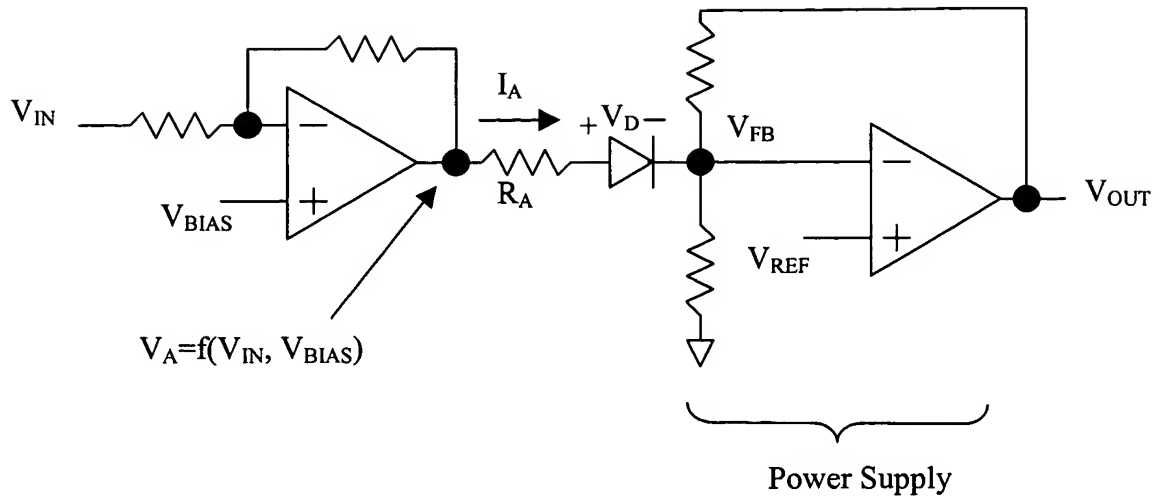 V_IN
V_BIAS
−
+
I_A
R_A
+ V_D −
V_FB
V_REF
−
+
V_OUT
V_A=f(V_IN, V_BIAS)
Power Supply